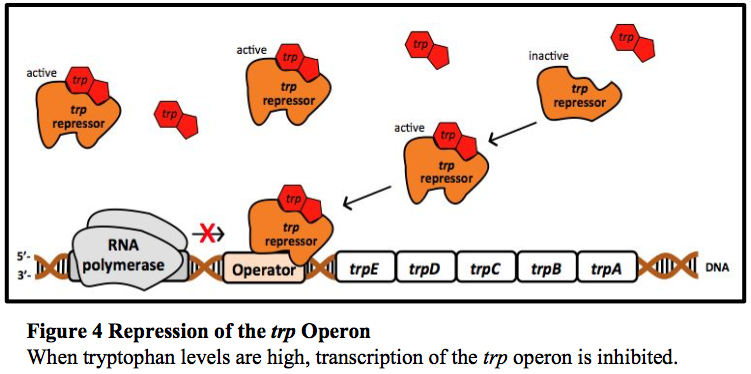 active
trp
trp
repressor
trp
active
trp
trp
repressor
trp
inactive
trp
repressor
trp
active
trp
trp
repressor
trp
trp
repressor
X
RNA
polymerase
5'-
3'-
Operator
trpE
trpD
trpC
trpB
trpA
DNA
Figure 4 Repression of the trp Operon
When tryptophan levels are high, transcription of the trp operon is inhibited.